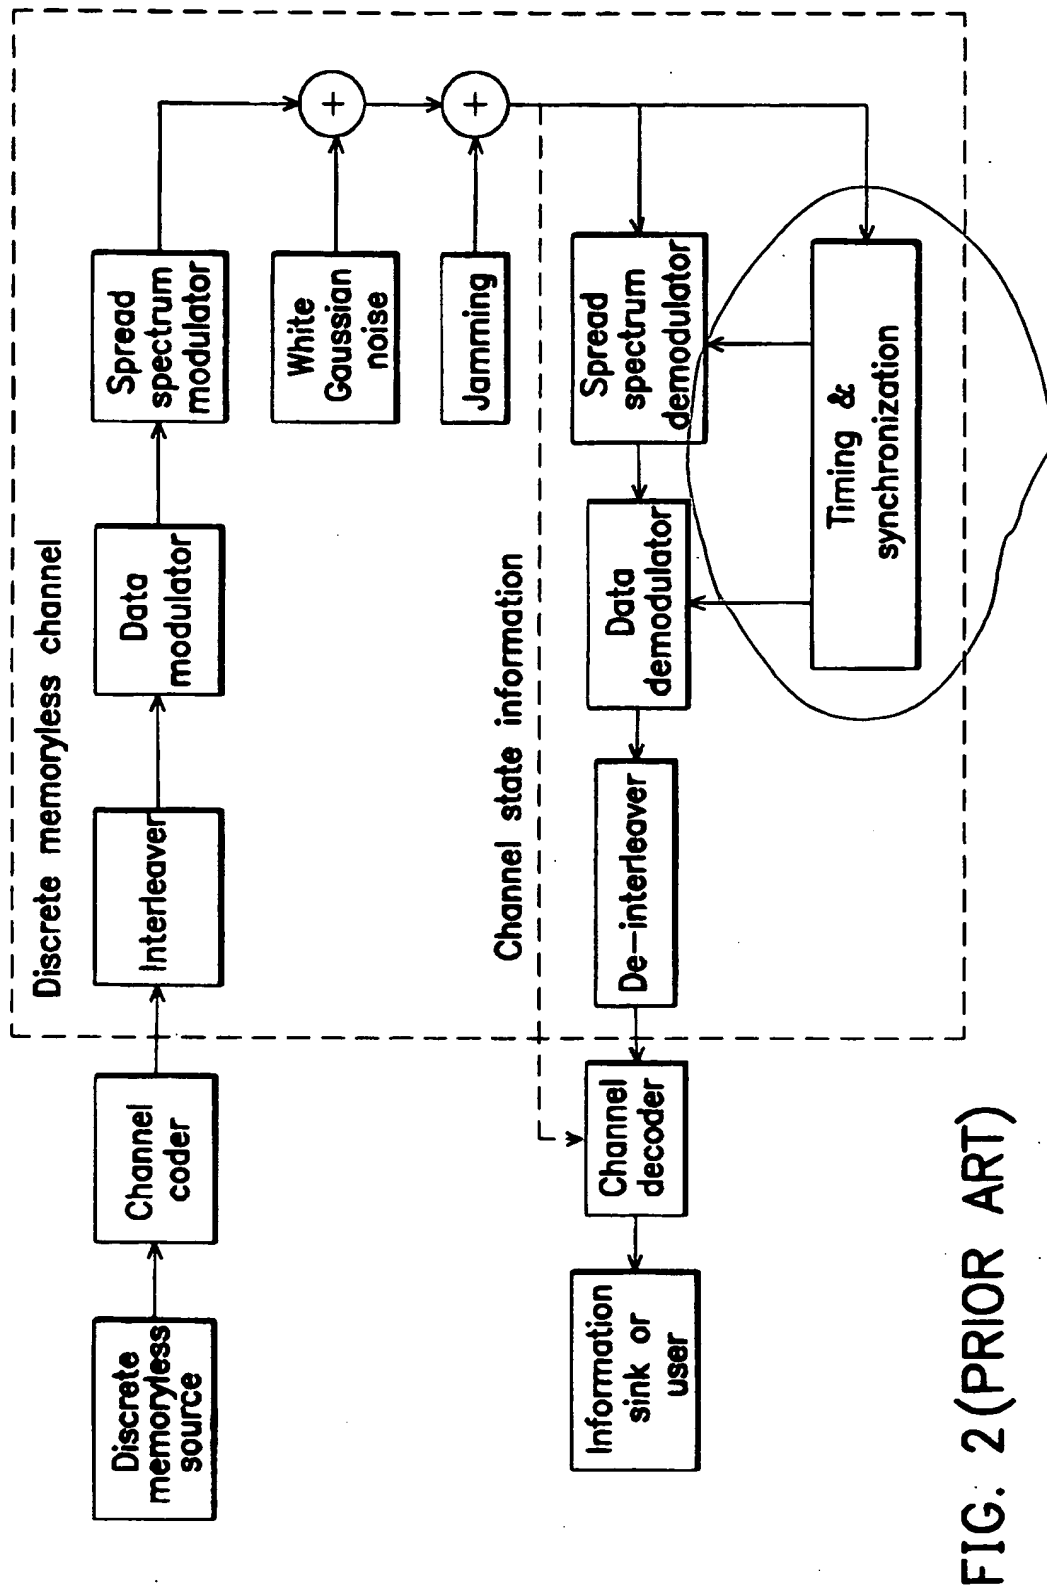 Discrete memoryless channel
Discrete
memoryless
source
Channel
coder
Interleaver
Data
modulator
Spread
spectrum
modulator
White
Gaussian
noise
+
Jamming
+
Channel state information
Information
sink or
user
Channel
decoder
De-interleaver
Data
demodulator
Spread
spectrum
demodulator
Timing &
synchronization
FIG. 2 (PRIOR ART)